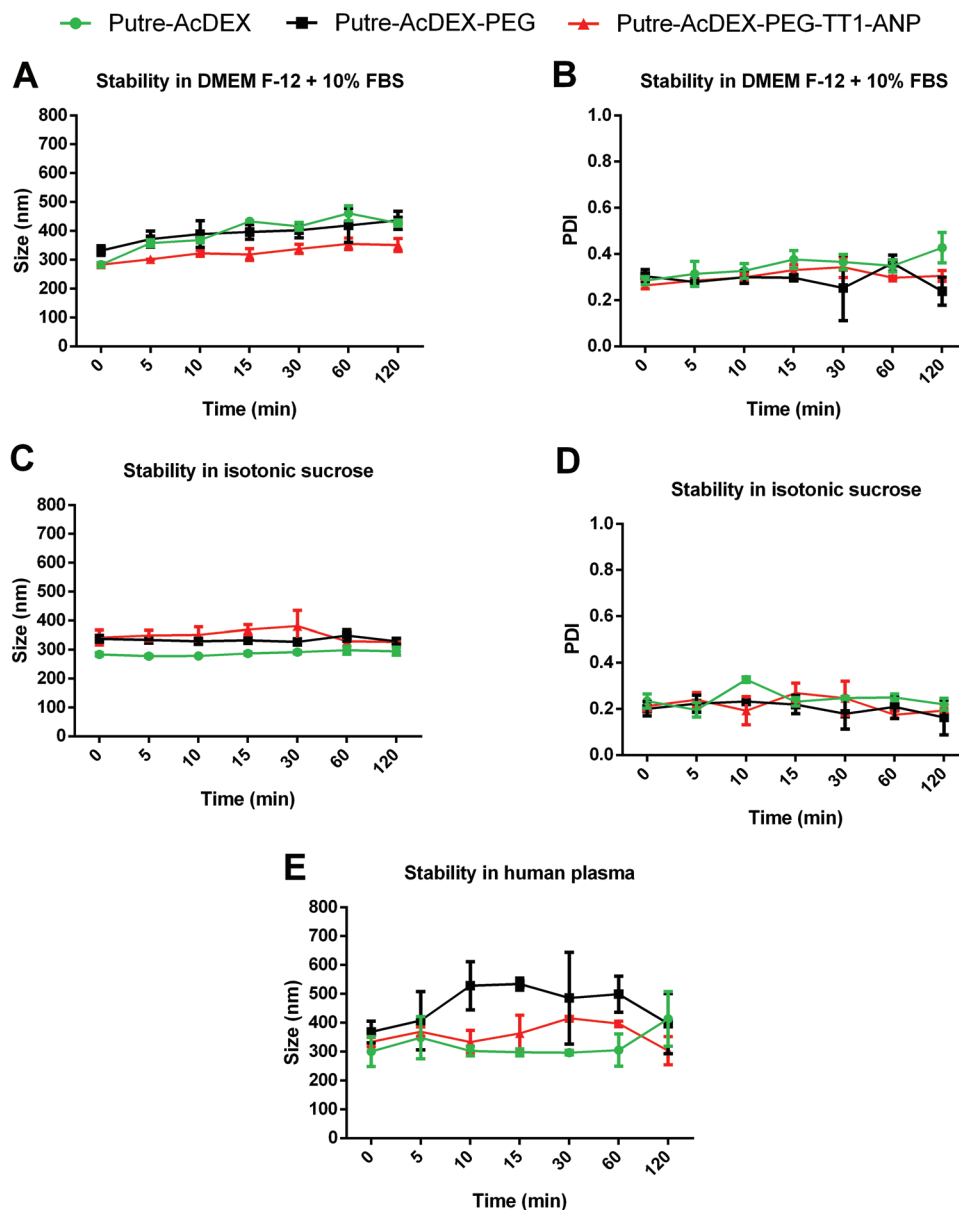 Putre-AcDEX Putre-AcDEX-PEG Putre-AcDEX-PEG-TT1-ANP
A Stability in DMEM F-12 + 10% FBS
800
700
600
500
400
300
200
100
0
Size (nm)
0 5 10 15 30 60 120
Time (min)
B Stability in DMEM F-12 + 10% FBS
1.0
0.8
0.6
0.4
0.2
0.0
PDI
0 5 10 15 30 60 120
Time (min)
C Stability in isotonic sucrose
800
700
600
500
400
300
200
100
0
Size (nm)
0 5 10 15 30 60 120
Time (min)
D Stability in isotonic sucrose
1.0
0.8
0.6
0.4
0.2
0.0
PDI
0 5 10 15 30 60 120
Time (min)
E Stability in human plasma
800
700
600
500
400
300
200
100
0
Size (nm)
0 5 10 15 30 60 120
Time (min)